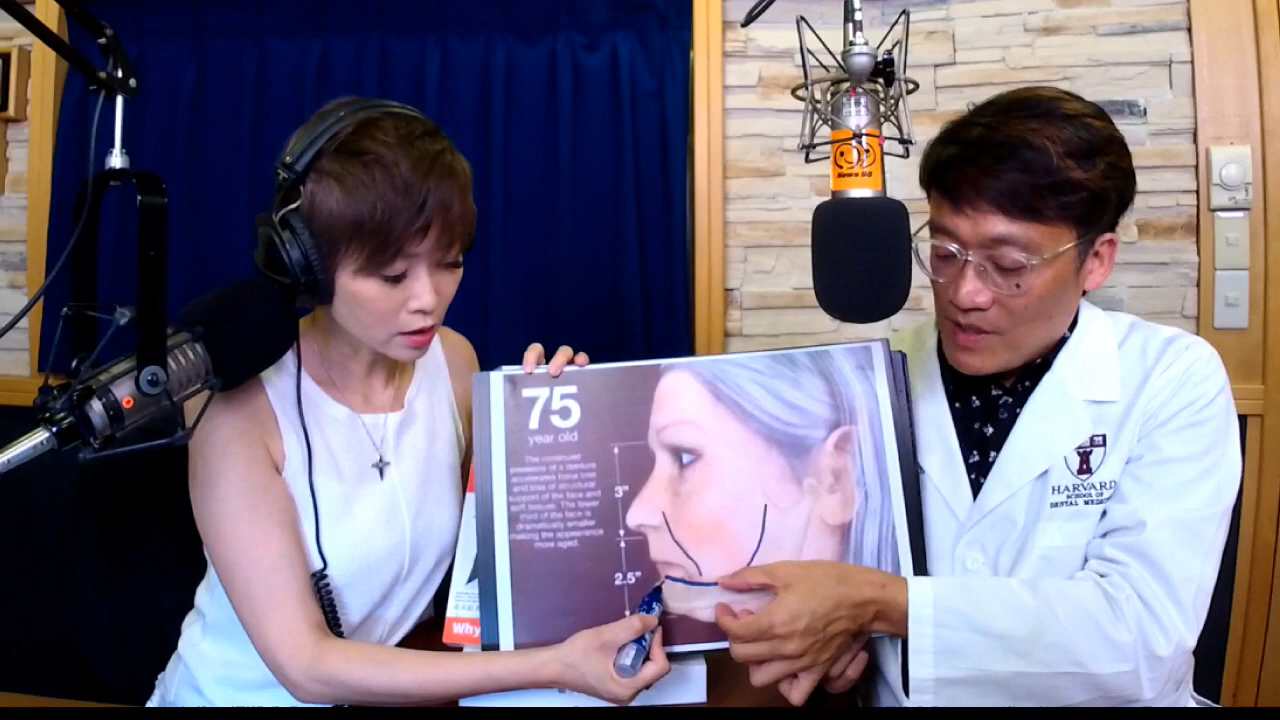 News 98
75
year old
The continued
presence of a denture
accelerates bone loss
and loss of structural
support of the face and
soft tissues. The lower
third of the face is
dramatically smaller
making the appearance
more aged.
3"
2.5"
Why
HARVARD
SCHOOL OF
DENTAL MEDICINE